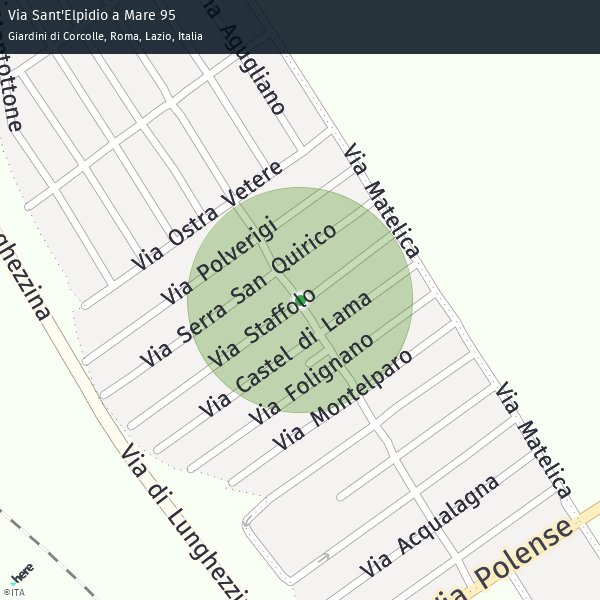 Via Sant'Elpidio a Mare 95
Giardini di Corcolle, Roma, Lazio, Italia
Via Agugliano
Via Matelica
Via Ostra Vetere
Via Polverigi
Via Serra San Quirico
Via Staffolo
Via Castel di Lama
Via Folignano
Via Montelparo
Via Matelica
Via di Lunghezzi
Via Acqualagna
Via Polense
here
©ITA